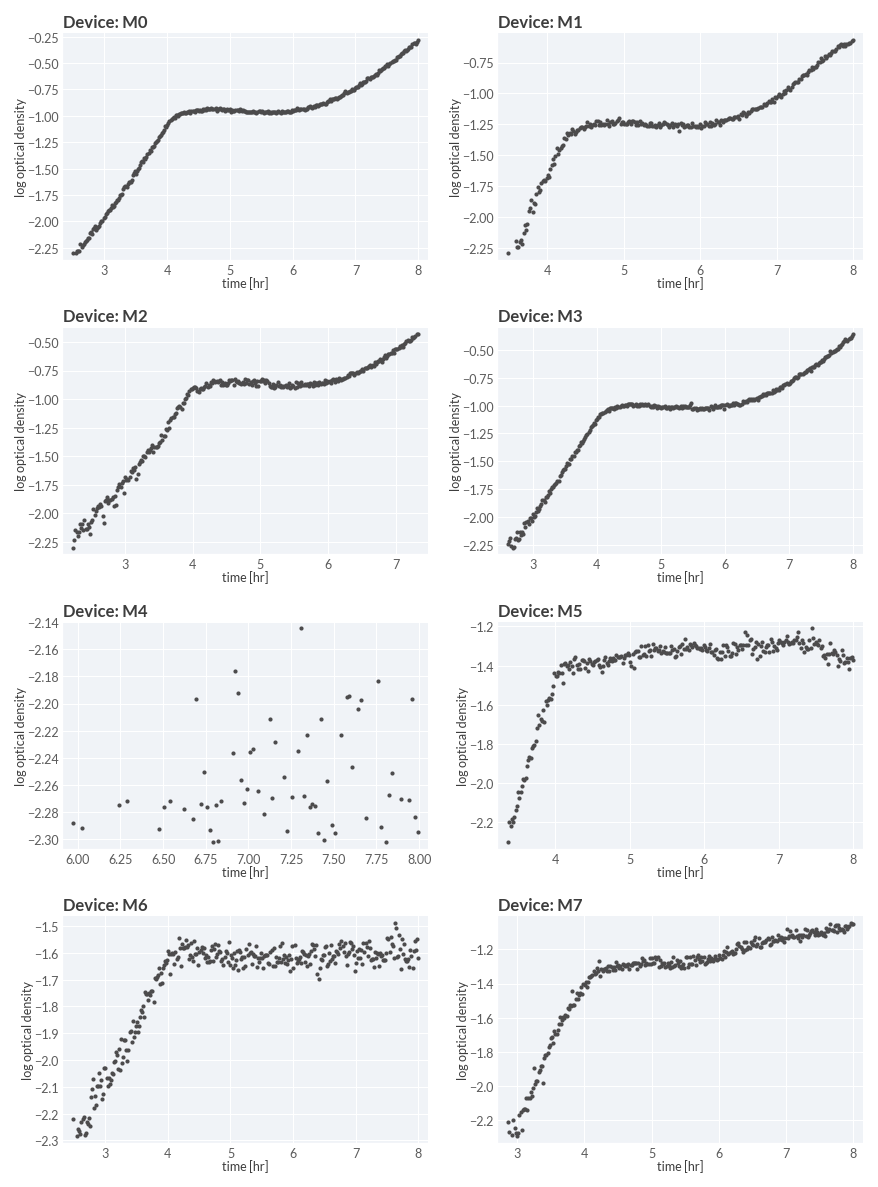 Device: M0
log optical density
−0.25
−0.50
−0.75
−1.00
−1.25
−1.50
−1.75
−2.00
−2.25
3 4 5 6 7 8
time [hr]
Device: M1
log optical density
−0.75
−1.00
−1.25
−1.50
−1.75
−2.00
−2.25
4 5 6 7 8
time [hr]
Device: M2
log optical density
−0.50
−0.75
−1.00
−1.25
−1.50
−1.75
−2.00
−2.25
3 4 5 6 7
time [hr]
Device: M3
log optical density
−0.50
−0.75
−1.00
−1.25
−1.50
−1.75
−2.00
−2.25
3 4 5 6 7 8
time [hr]
Device: M4
log optical density
−2.14
−2.16
−2.18
−2.20
−2.22
−2.24
−2.26
−2.28
−2.30
6.00 6.25 6.50 6.75 7.00 7.25 7.50 7.75 8.00
time [hr]
Device: M5
log optical density
−1.2
−1.4
−1.6
−1.8
−2.0
−2.2
4 5 6 7 8
time [hr]
Device: M6
log optical density
−1.5
−1.6
−1.7
−1.8
−1.9
−2.0
−2.1
−2.2
−2.3
3 4 5 6 7 8
time [hr]
Device: M7
log optical density
−1.2
−1.4
−1.6
−1.8
−2.0
−2.2
3 4 5 6 7 8
time [hr]